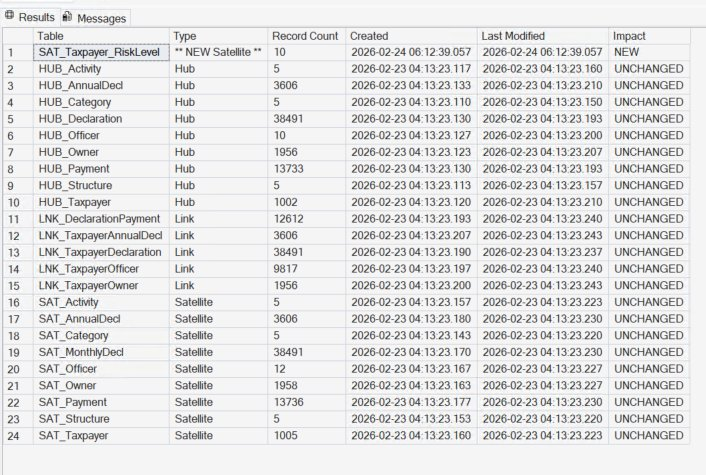 Results Messages
Table Type Record Count Created Last Modified Impact
1 SAT_Taxpayer_RiskLevel ** NEW Satellite ** 10 2026-02-24 06:12:39.057 2026-02-24 06:12:39.057 NEW
2 HUB_Activity Hub 5 2026-02-23 04:13:23.117 2026-02-23 04:13:23.160 UNCHANGED
3 HUB_AnnualDecl Hub 3606 2026-02-23 04:13:23.133 2026-02-23 04:13:23.210 UNCHANGED
4 HUB_Category Hub 5 2026-02-23 04:13:23.110 2026-02-23 04:13:23.150 UNCHANGED
5 HUB_Declaration Hub 38491 2026-02-23 04:13:23.130 2026-02-23 04:13:23.193 UNCHANGED
6 HUB_Officer Hub 10 2026-02-23 04:13:23.127 2026-02-23 04:13:23.200 UNCHANGED
7 HUB_Owner Hub 1956 2026-02-23 04:13:23.123 2026-02-23 04:13:23.207 UNCHANGED
8 HUB_Payment Hub 13733 2026-02-23 04:13:23.130 2026-02-23 04:13:23.193 UNCHANGED
9 HUB_Structure Hub 5 2026-02-23 04:13:23.113 2026-02-23 04:13:23.157 UNCHANGED
10 HUB_Taxpayer Hub 1002 2026-02-23 04:13:23.120 2026-02-23 04:13:23.210 UNCHANGED
11 LNK_DeclarationPayment Link 12612 2026-02-23 04:13:23.193 2026-02-23 04:13:23.240 UNCHANGED
12 LNK_TaxpayerAnnualDecl Link 3606 2026-02-23 04:13:23.207 2026-02-23 04:13:23.243 UNCHANGED
13 LNK_TaxpayerDeclaration Link 38491 2026-02-23 04:13:23.190 2026-02-23 04:13:23.237 UNCHANGED
14 LNK_TaxpayerOfficer Link 9817 2026-02-23 04:13:23.197 2026-02-23 04:13:23.240 UNCHANGED
15 LNK_TaxpayerOwner Link 1956 2026-02-23 04:13:23.200 2026-02-23 04:13:23.243 UNCHANGED
16 SAT_Activity Satellite 5 2026-02-23 04:13:23.157 2026-02-23 04:13:23.223 UNCHANGED
17 SAT_AnnualDecl Satellite 3606 2026-02-23 04:13:23.180 2026-02-23 04:13:23.230 UNCHANGED
18 SAT_Category Satellite 5 2026-02-23 04:13:23.143 2026-02-23 04:13:23.220 UNCHANGED
19 SAT_MonthlyDecl Satellite 38491 2026-02-23 04:13:23.170 2026-02-23 04:13:23.230 UNCHANGED
20 SAT_Officer Satellite 12 2026-02-23 04:13:23.167 2026-02-23 04:13:23.227 UNCHANGED
21 SAT_Owner Satellite 1958 2026-02-23 04:13:23.163 2026-02-23 04:13:23.227 UNCHANGED
22 SAT_Payment Satellite 13736 2026-02-23 04:13:23.177 2026-02-23 04:13:23.230 UNCHANGED
23 SAT_Structure Satellite 5 2026-02-23 04:13:23.153 2026-02-23 04:13:23.220 UNCHANGED
24 SAT_Taxpayer Satellite 1005 2026-02-23 04:13:23.160 2026-02-23 04:13:23.223 UNCHANGED